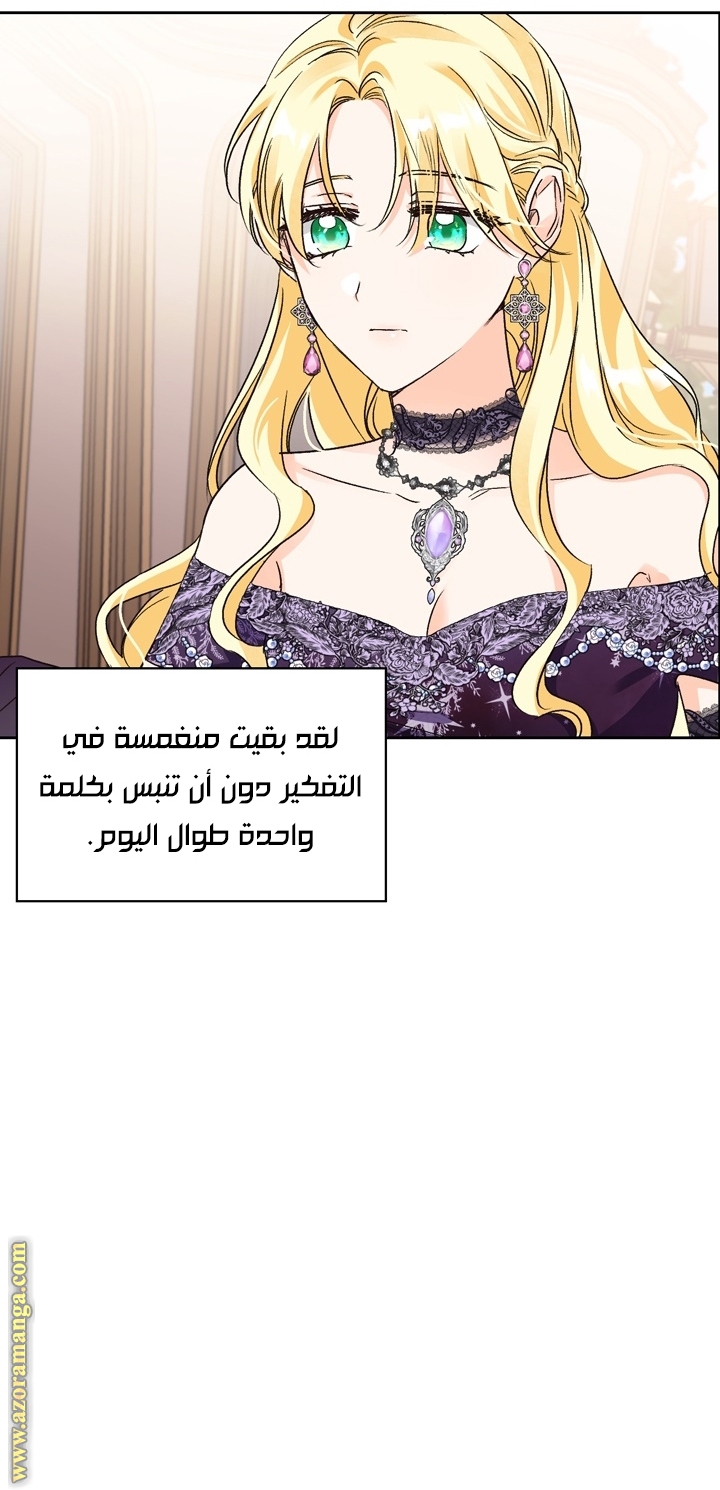 لقد بقيت منغمسة في
التفكير دون أن تنبس بكلمة
واحدة طوال اليوم.
www.azoramanga.com